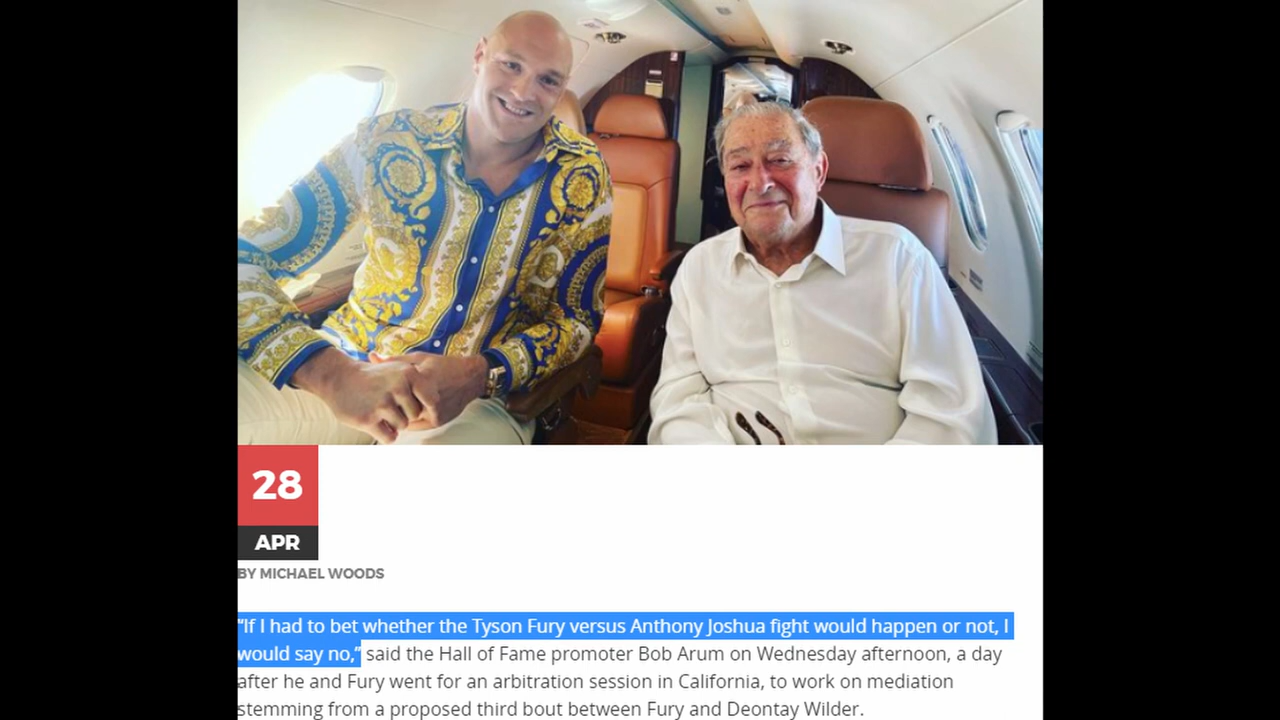 28
APR
BY MICHAEL WOODS
“If I had to bet whether the Tyson Fury versus Anthony Joshua fight would happen or not, I
would say no,” said the Hall of Fame promoter Bob Arum on Wednesday afternoon, a day
after he and Fury went for an arbitration session in California, to work on mediation
stemming from a proposed third bout between Fury and Deontay Wilder.